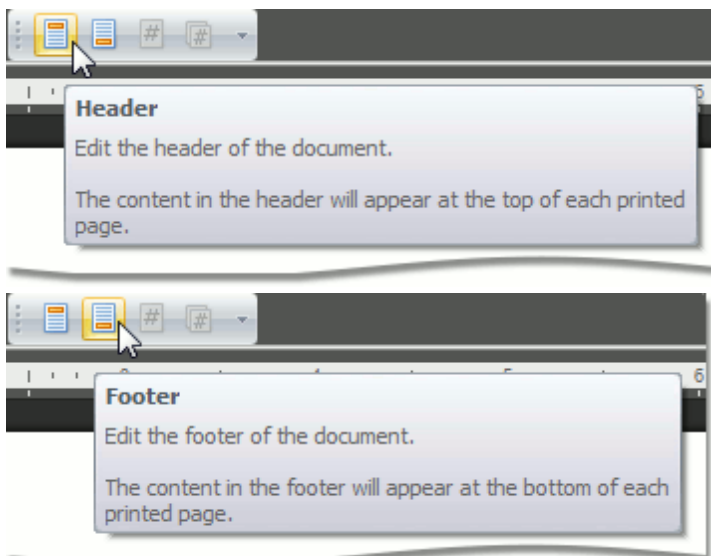 #
#
6
Header
Edit the header of the document.
The content in the header will appear at the top of each printed
page.
#
#
6
Footer
Edit the footer of the document.
The content in the footer will appear at the bottom of each
printed page.